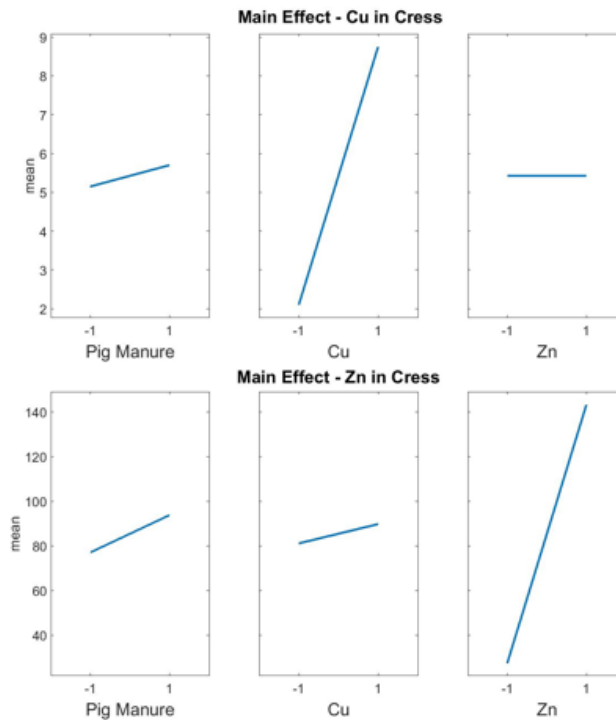 Main Effect - Cu in Cress
9
8
7
6
5
4
3
2
mean
-1 1 -1 1 -1 1
Pig Manure Cu Zn
Main Effect - Zn in Cress
140
120
100
80
60
40
mean
-1 1 -1 1 -1 1
Pig Manure Cu Zn